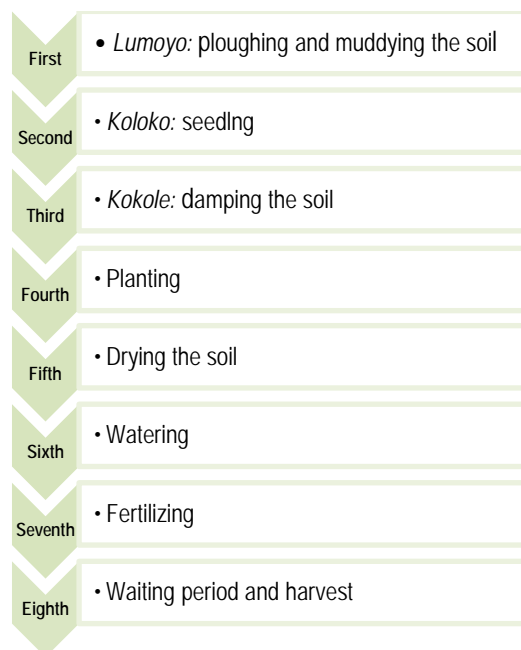 First
• Lumoyo: ploughing and muddying the soil
Second
• Koloko: seedIng
Third
• Kokole: damping the soil
Fourth
• Planting
Fifth
• Drying the soil
Sixth
• Watering
Seventh
• Fertilizing
Eighth
• Waiting period and harvest